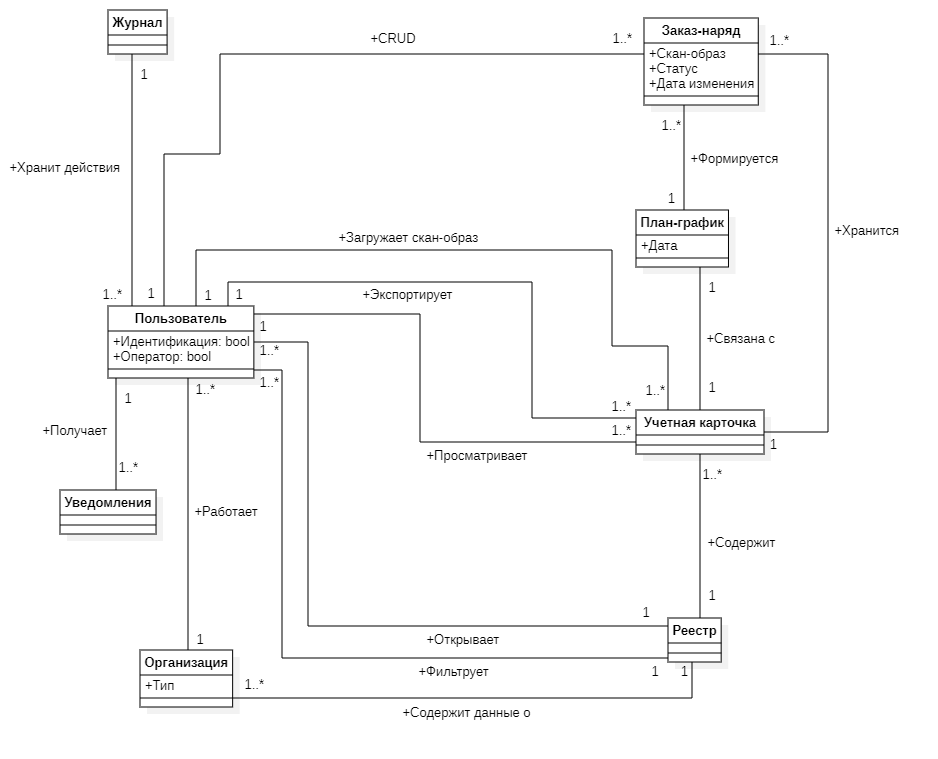 Журнал
1
+CRUD
1..*
Заказ-наряд
+Скан-образ
+Статус
+Дата изменения
1..*
1..*
+Формируется
+Хранит действия
1
План-график
+Дата
+Хранится
+Загружает скан-образ
1
1..*
1
1
1
+Экспортирует
Пользователь
+Идентификация: bool
+Оператор: bool
1
1..*
1..*
+Связана с
1
1..*
1..*
1
1..*
1..*
Учетная карточка
1
+Получает
+Просматривает
1..*
1..*
Уведомления
+Работает
+Содержит
1
1
1
+Открывает
Реестр
Организация
+Тип
+Фильтрует
1
1
1..*
+Содержит данные о